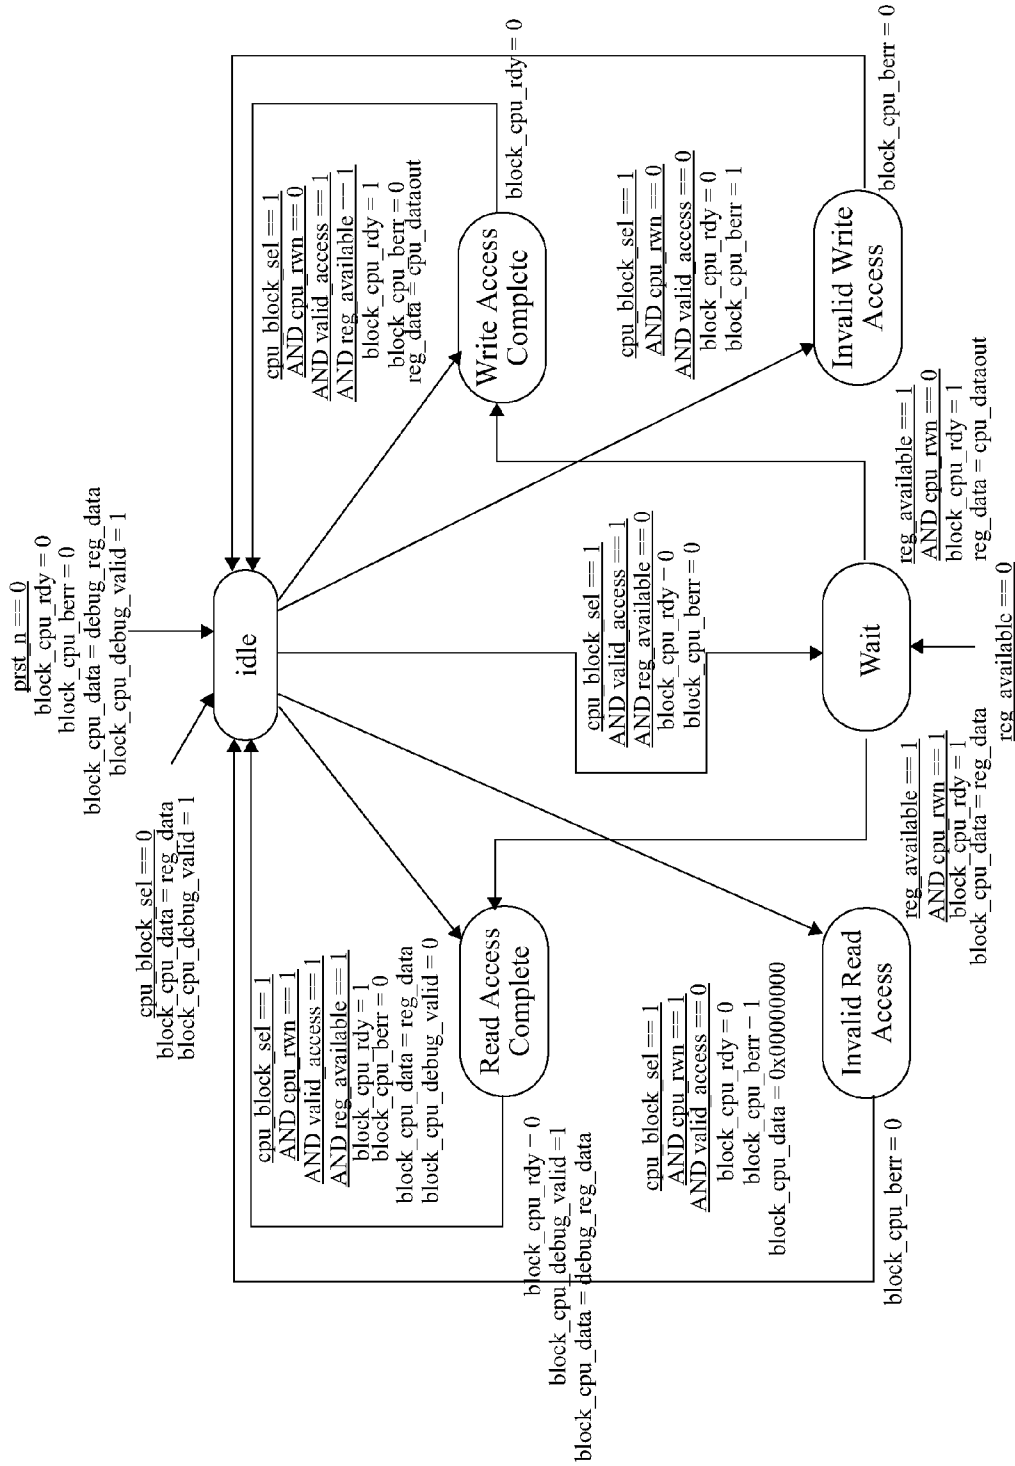 prst_n == 0
block_cpu_rdy = 0
block_cpu_berr = 0
block_cpu_data = debug_reg_data
block_cpu_debug_valid = 1
cpu_block_sel == 0
block_cpu_data = reg_data
block_cpu_debug_valid = 1
idle
cpu_block_sel == 1
AND cpu_rwn == 1
AND valid_access == 1
AND reg_available == 1
block_cpu_rdy = 1
block_cpu_berr = 0
block_cpu_data = reg_data
block_cpu_debug_valid = 0
cpu_block_sel == 1
AND cpu_rwn == 0
AND valid_access == 1
AND reg_available == 1
block_cpu_rdy = 1
block_cpu_berr = 0
reg_data = cpu_dataout
Read Access
Complete
Write Access
Complete
block_cpu_rdy = 0
block_cpu_debug_valid = 1
block_cpu_data = debug_reg_data
block_cpu_rdy = 0
cpu_block_sel == 1
AND valid_access == 1
AND reg_available == 0
block_cpu_rdy = 0
block_cpu_berr = 0
cpu_block_sel == 1
AND cpu_rwn == 1
AND valid_access == 0
block_cpu_rdy = 0
block_cpu_berr = 1
block_cpu_data = 0x00000000
cpu_block_sel == 1
AND cpu_rwn == 0
AND valid_access == 0
block_cpu_rdy = 0
block_cpu_berr = 1
Invalid Read
Access
Wait
Invalid Write
Access
block_cpu_berr = 0
reg_available == 1
AND cpu_rwn == 1
block_cpu_rdy = 1
block_cpu_data = reg_data
reg_available == 1
AND cpu_rwn == 0
block_cpu_rdy = 1
reg_data = cpu_dataout
block_cpu_berr = 0
reg_available == 0